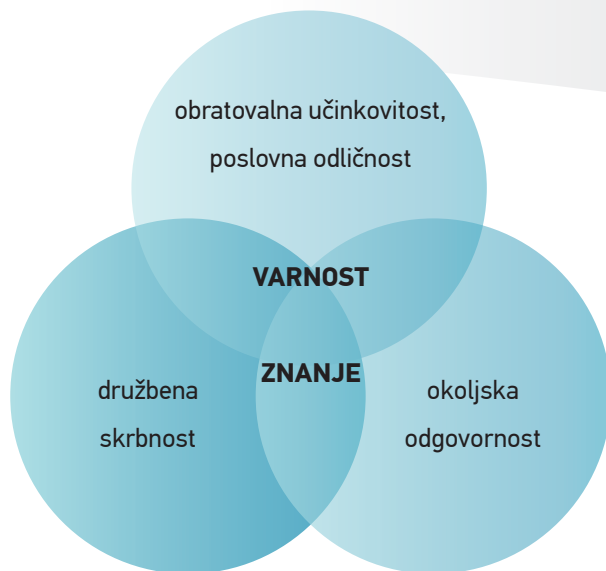 obratovalna učinkovitost,
poslovna odličnost
VARNOST
ZNANJE
družbena
skrbnost
okoljska
odgovornost